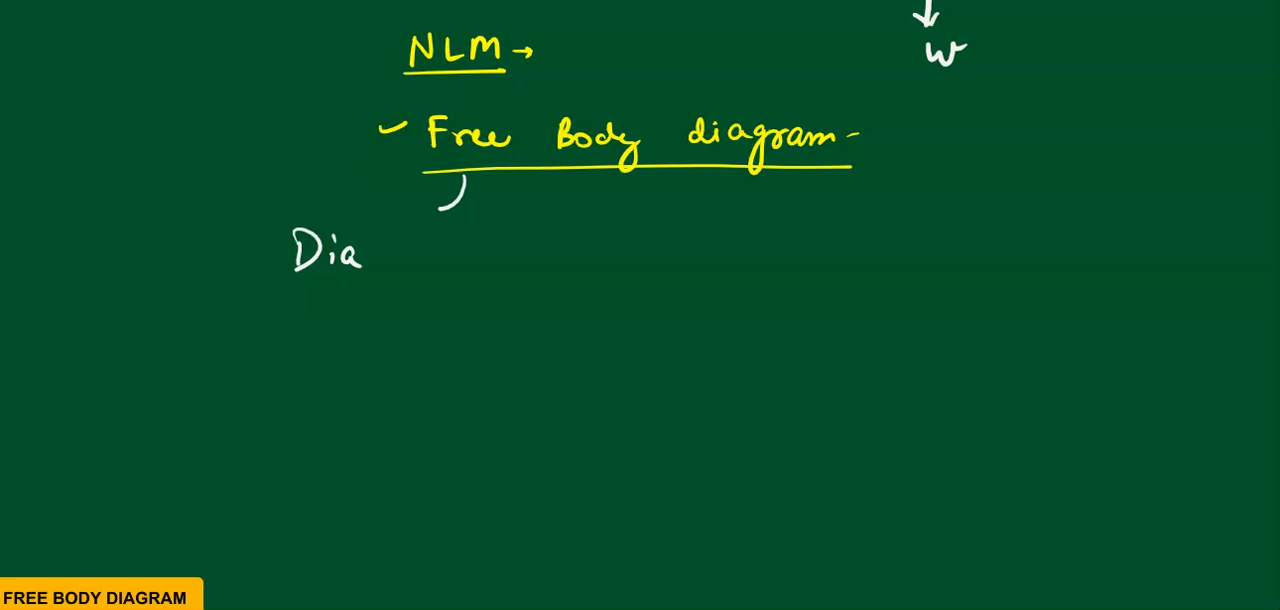 w
NLM →
Free Body diagram -
Dia
FREE BODY DIAGRAM